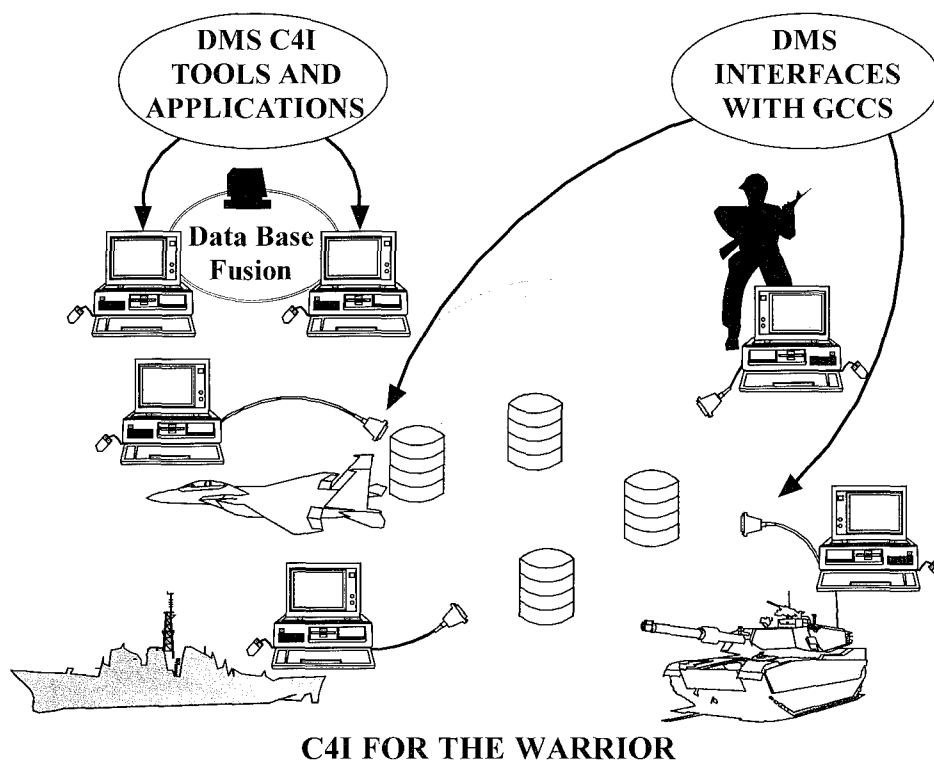 DMS C4I
TOOLS AND
APPLICATIONS
DMS
INTERFACES
WITH GCCS
Data Base
Fusion
C4I FOR THE WARRIOR